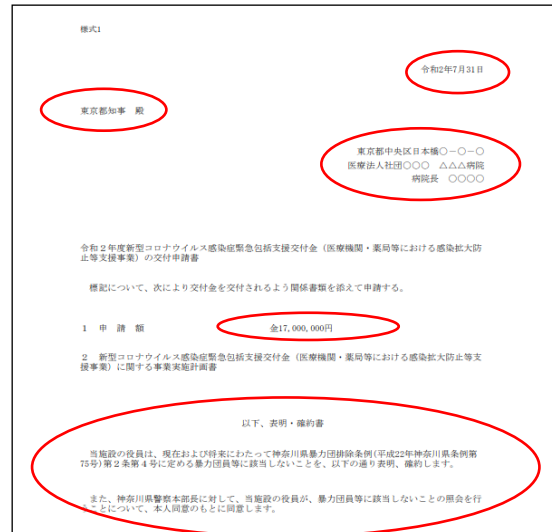 様式1
令和2年7月31日
東京都知事　殿
東京都中央区日本橋○－○－○
医療法人社団○○○　△△△病院
病院長　○○○○
令和２年度新型コロナウイルス感染症緊急包括支援交付金（医療機関・薬局等における感染拡大防
止等支援事業）の交付申請書
標記について、次により交付金を交付されるよう関係書類を添えて申請する。
１　申　請　額　　　　　金17,000,000円
２　新型コロナウイルス感染症緊急包括支援交付金（医療機関・薬局等における感染拡大防止等支
援事業）に関する事業実施計画書
以下、表明・確約書
当施設の役員は、現在および将来にわたって神奈川県暴力団排除条例(平成22年神奈川県条例第
75号)第２条第４号に定める暴力団員等に該当しないことを、以下の通り表明、確約します。
また、神奈川県警察本部長に対して、当施設の役員が、暴力団員等に該当しないことの照会を行
うことについて、本人同意のもとに同意します。